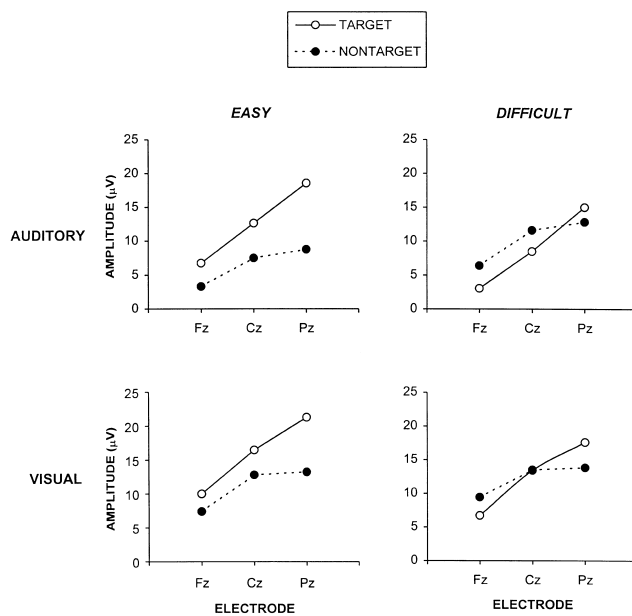 TARGET
NONTARGET
EASY
DIFFICULT
AUDITORY
AMPLITUDE (µV)
25
20
15
10
5
0
Fz Cz Pz
25
20
15
10
5
0
Fz Cz Pz
VISUAL
AMPLITUDE (µV)
25
20
15
10
5
0
Fz Cz Pz
ELECTRODE
25
20
15
10
5
0
Fz Cz Pz
ELECTRODE